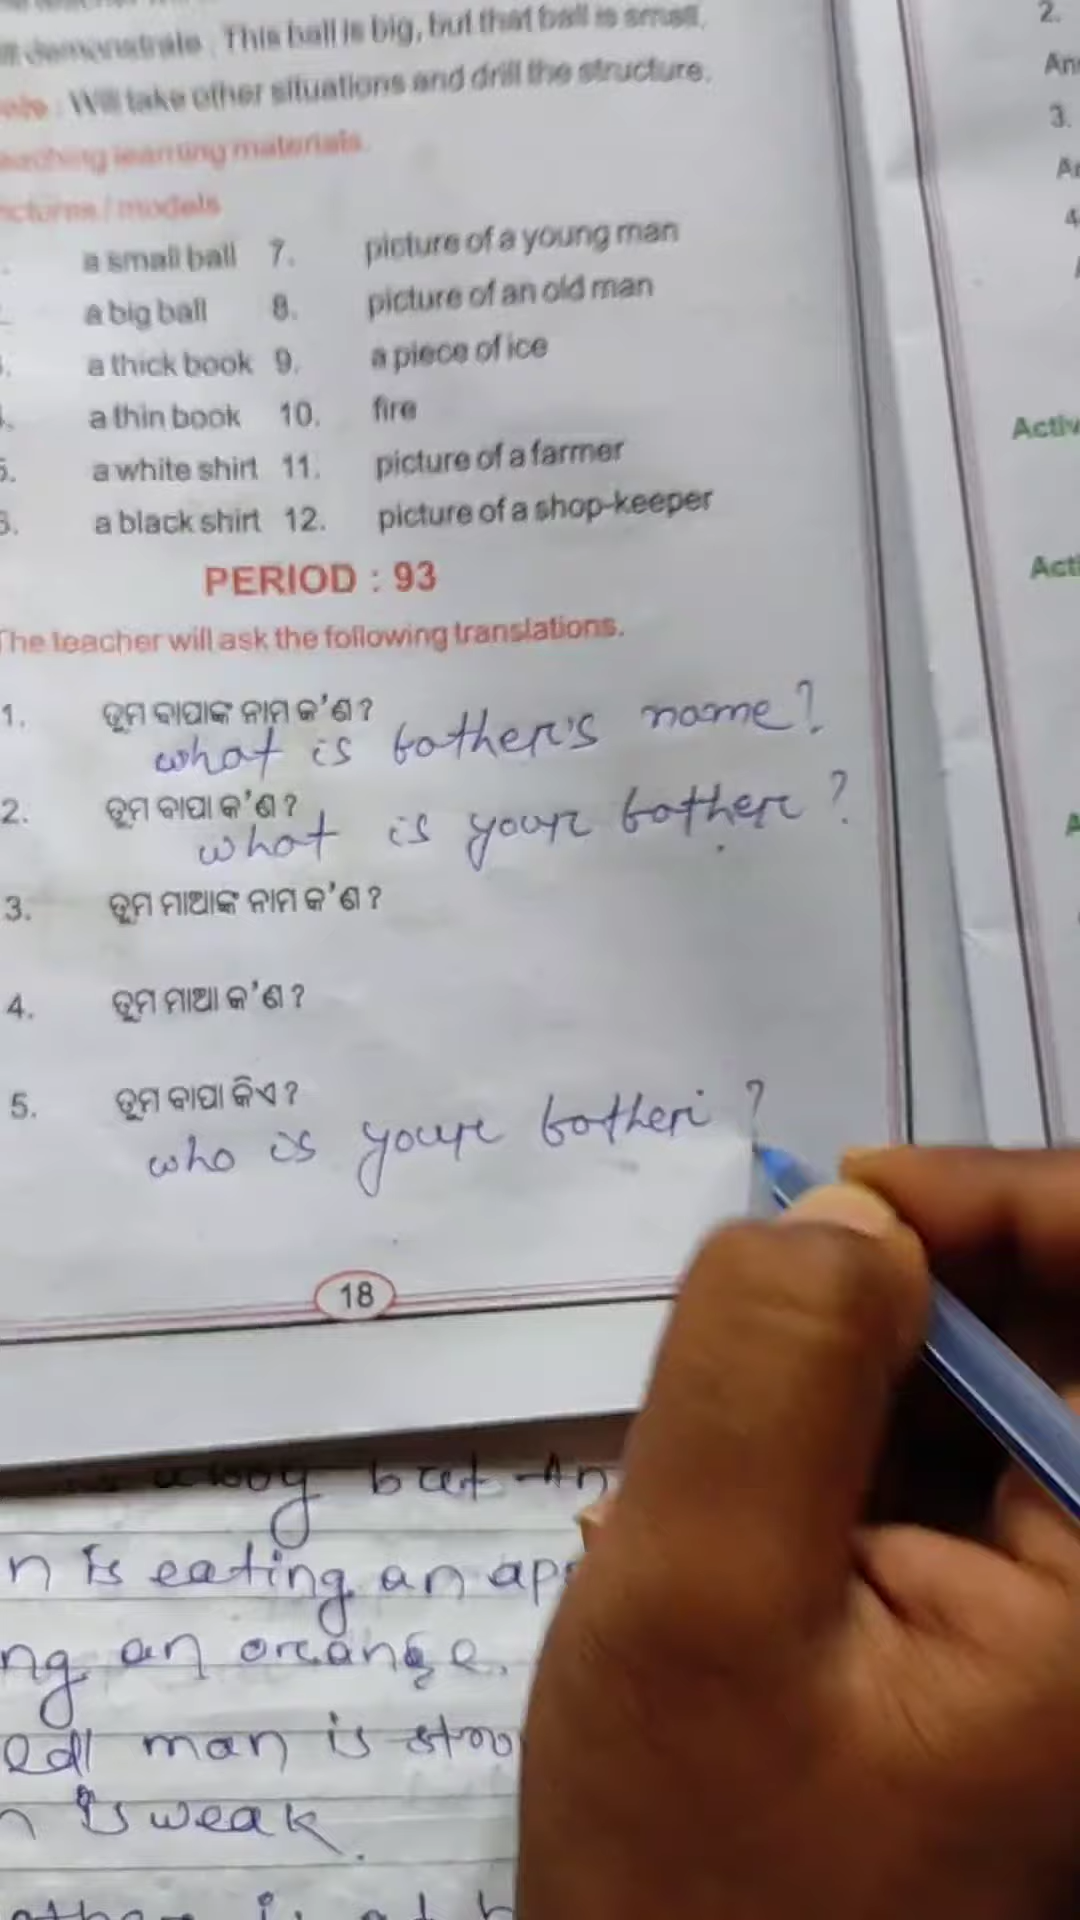 demonstrate : This ball is big, but that ball is small.
Will take other situations and drill the structure.
learning materials.
/ models
a small ball 7. picture of a young man
a big ball 8. picture of an old man
a thick book 9. a piece of ice
a thin book 10. fire
5. a white shirt 11. picture of a farmer
6. a black shirt 12. picture of a shop-keeper
PERIOD : 93
The teacher will ask the following translations.
1. ତୁମ ବାପାଙ୍କ ନାମ କ'ଣ ?
what is father's name?
2. ତୁମ ବାପା କ'ଣ ?
what is your father ?
3. ତୁମ ମାଆଙ୍କ ନାମ କ'ଣ ?
4. ତୁମ ମାଆ କ'ଣ ?
5. ତୁମ ବାପା କିଏ ?
who is your father ?
18
n is eating an
an orange.
man is
is weak.
2.
3.
4